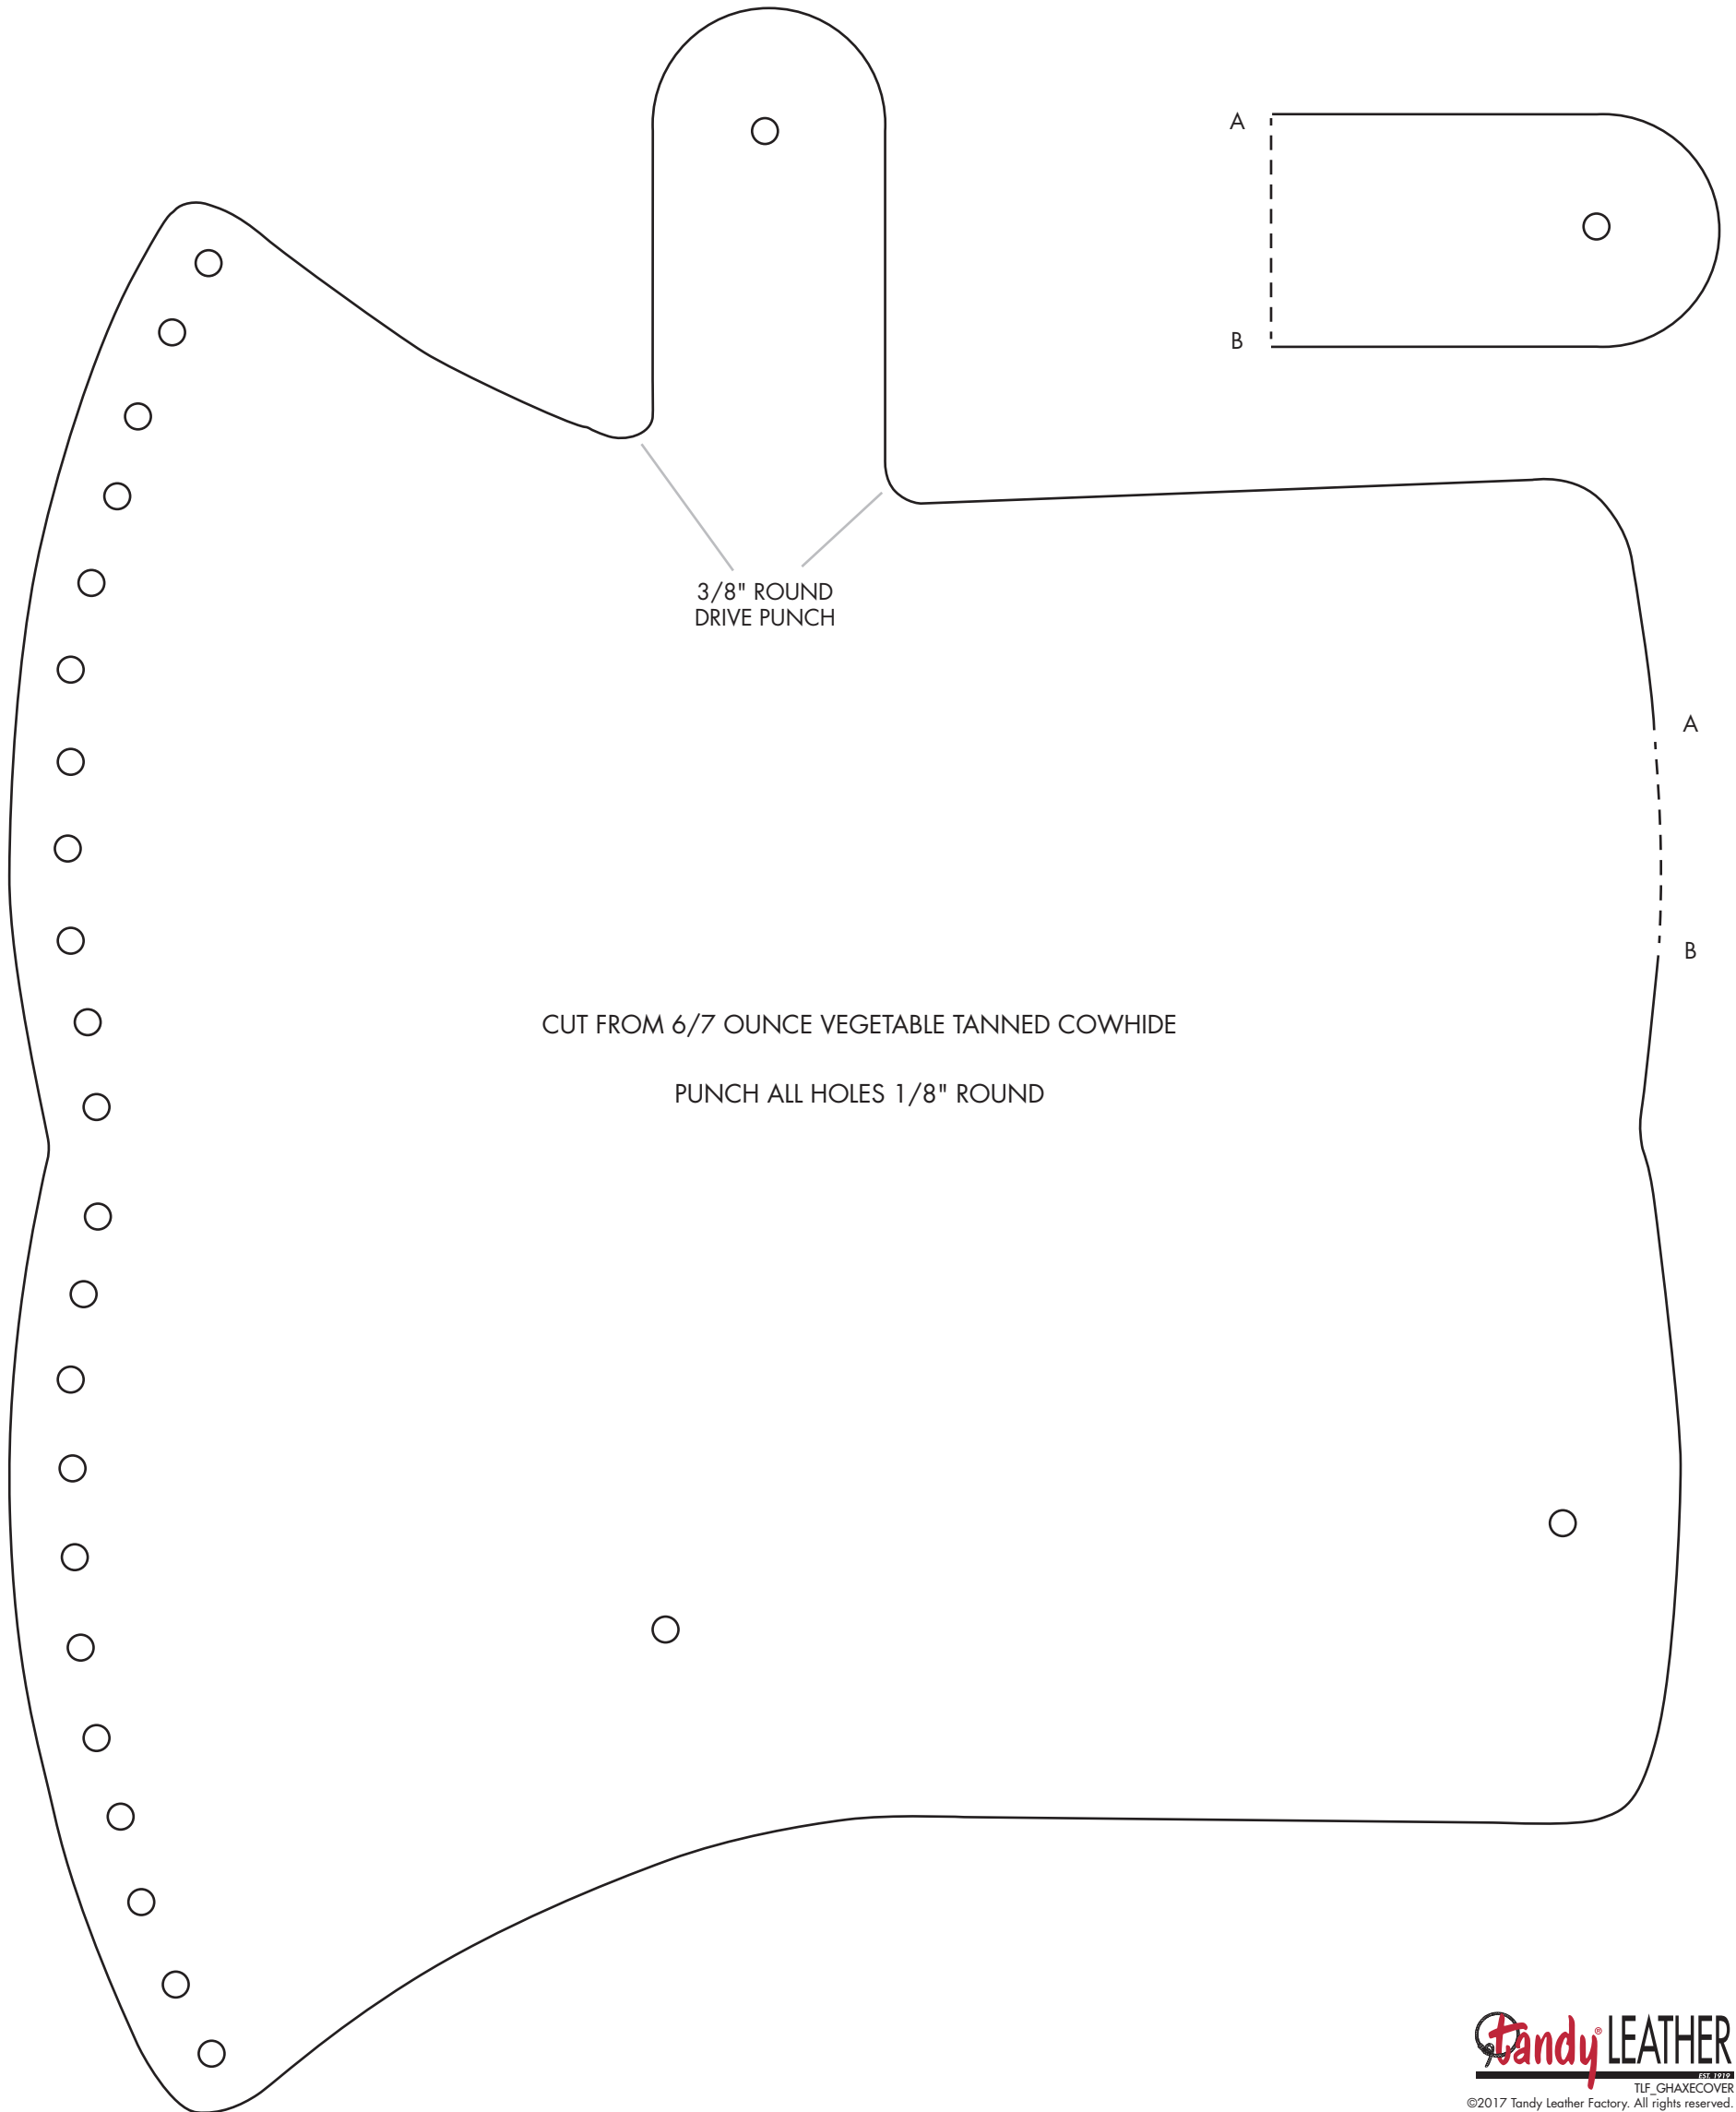 A
B
3/8" ROUND
DRIVE PUNCH
A
B
CUT FROM 6/7 OUNCE VEGETABLE TANNED COWHIDE
PUNCH ALL HOLES 1/8" ROUND
Tandy® LEATHER
EST. 1919
TLF_GHAXECOVER
©2017 Tandy Leather Factory. All rights reserved.